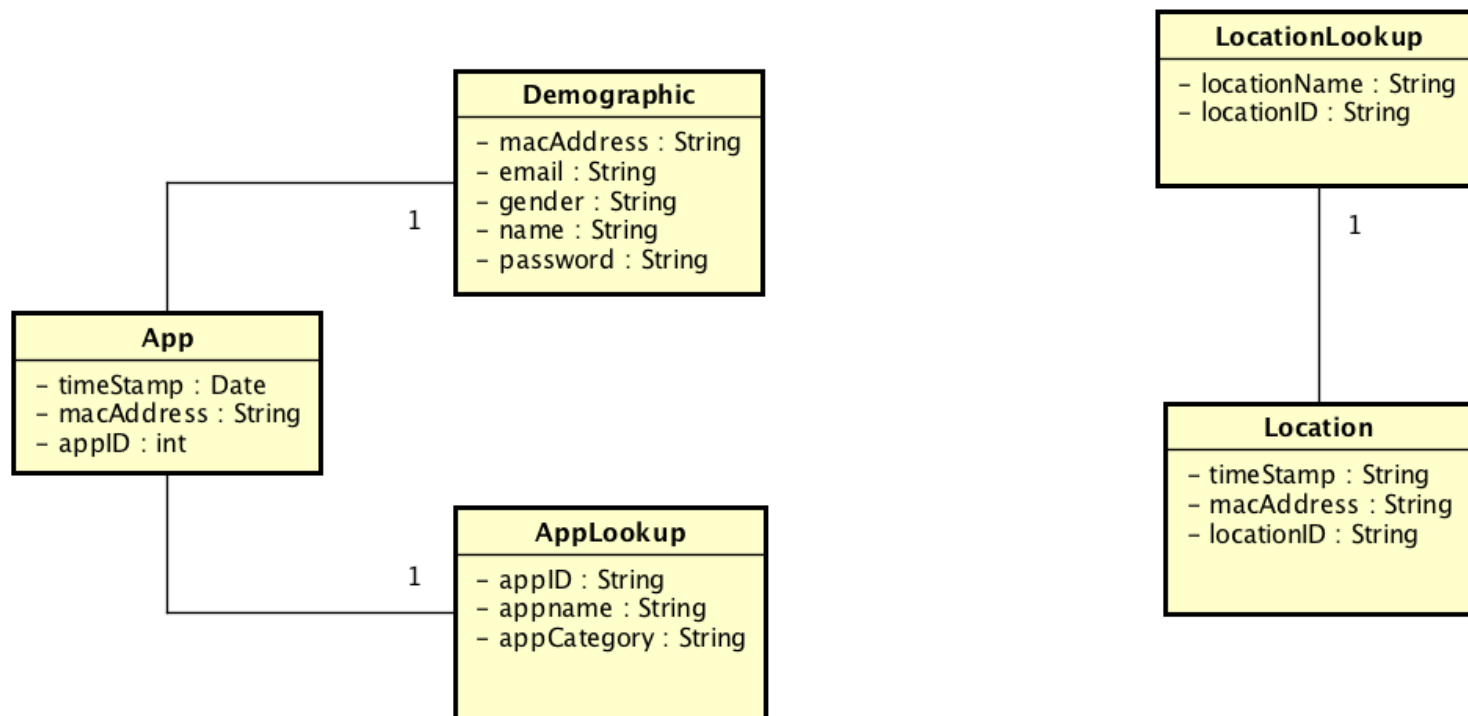 Demographic
- macAddress : String
- email : String
- gender : String
- name : String
- password : String
1
App
- timeStamp : Date
- macAddress : String
- appID : int
AppLookup
- appID : String
- appname : String
- appCategory : String
1
LocationLookup
- locationName : String
- locationID : String
1
Location
- timeStamp : String
- macAddress : String
- locationID : String